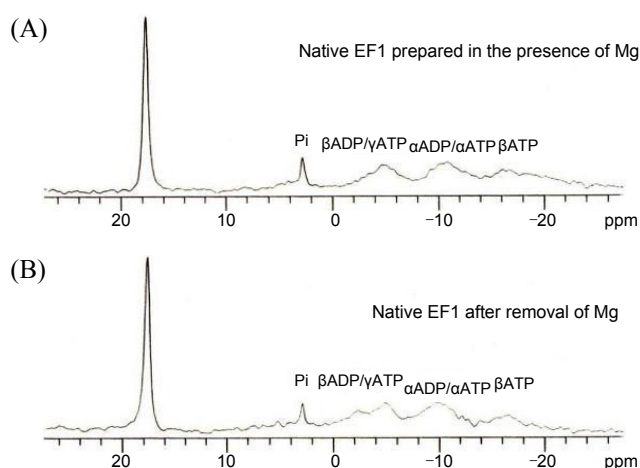 (A)
Native EF1 prepared in the presence of Mg
Pi βADP/γATP αADP/αATP βATP
20 10 0 −10 −20 ppm
(B)
Native EF1 after removal of Mg
Pi βADP/γATP αADP/αATP βATP
20 10 0 −10 −20 ppm